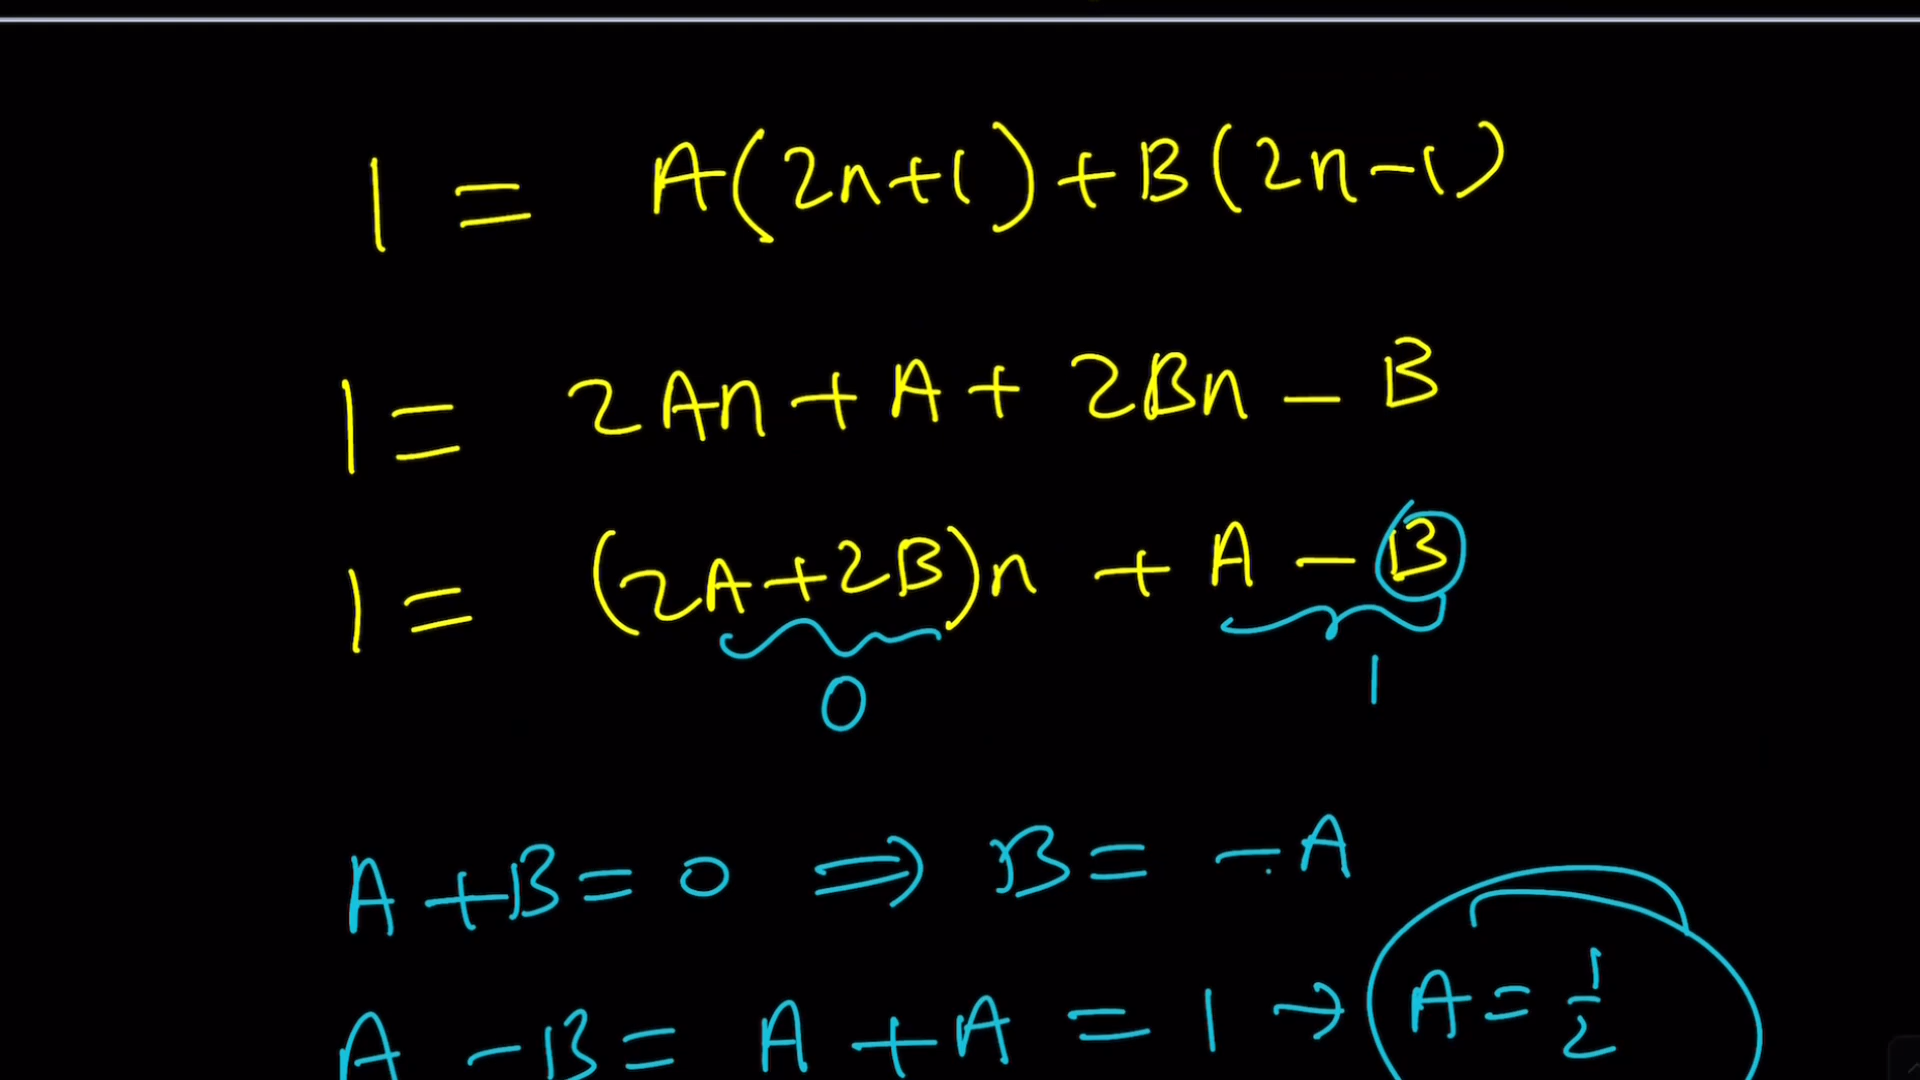 1 = A(2n+1)+B(2n-1)
1= 2An+A+ 2Bn - B
1= (2A+2B)n + A - B
0 1
A+B=0 ⇒ B= -A
A -B= A +A = 1 → A= 1/2